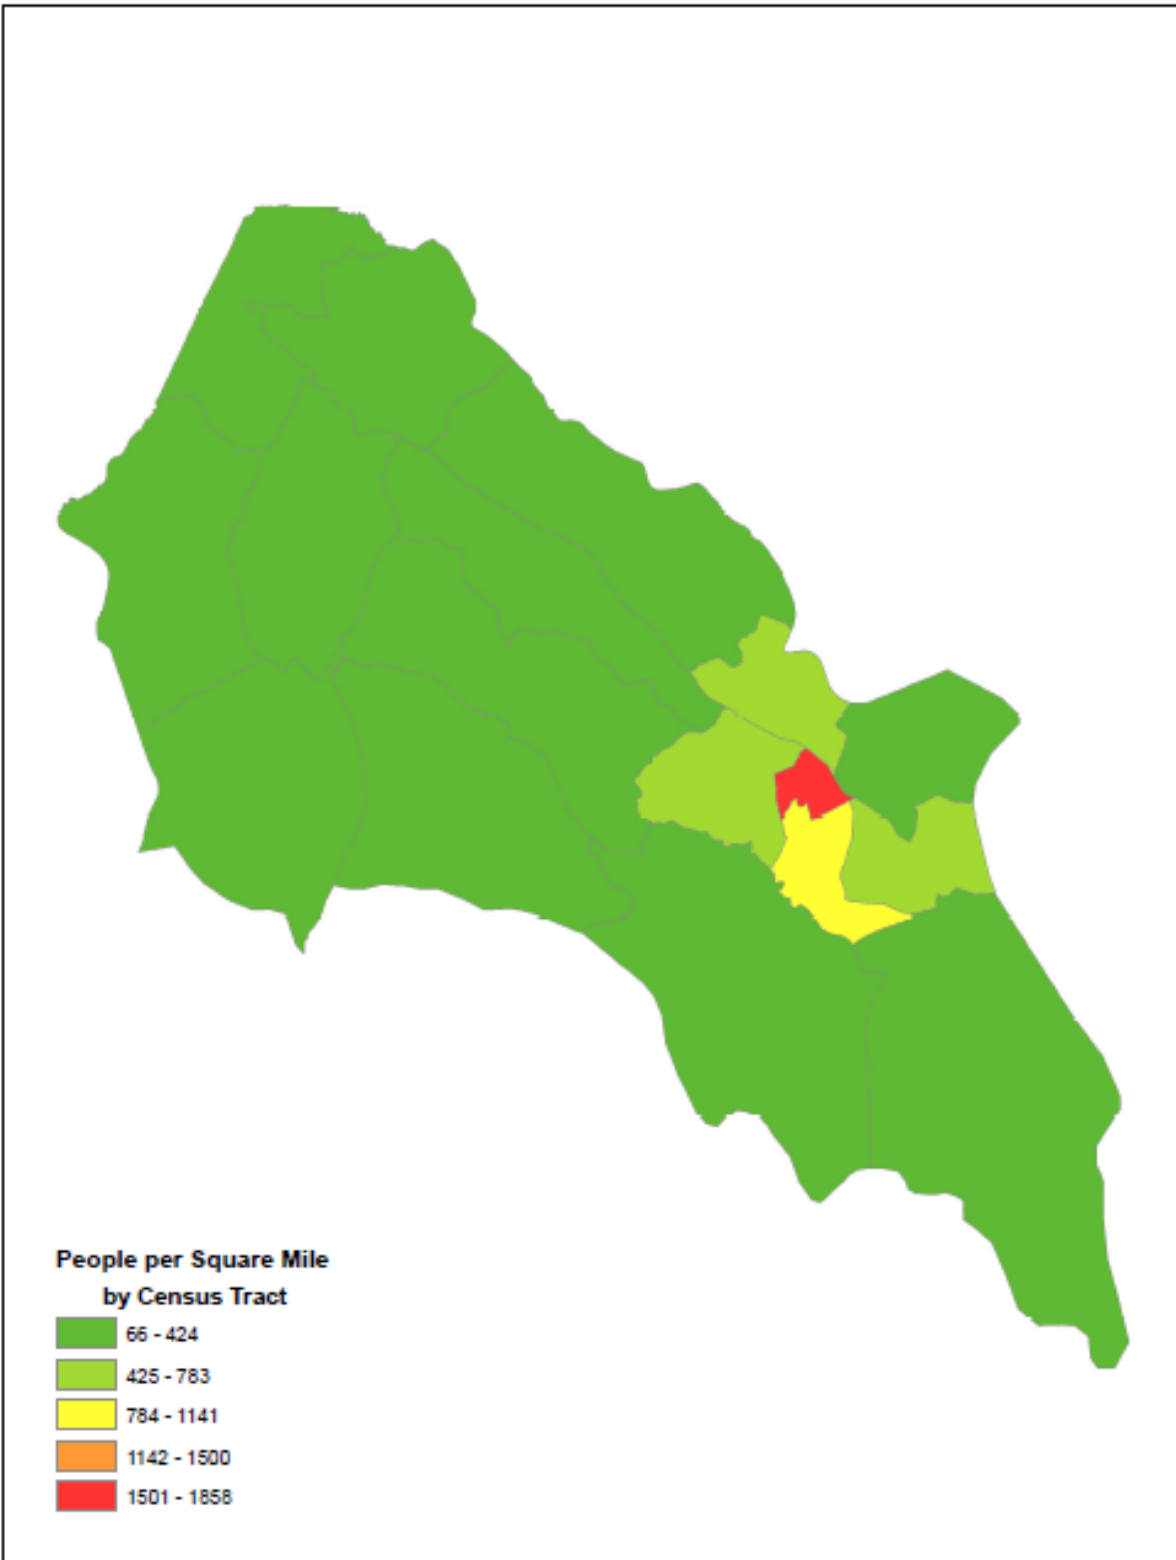 People per Square Mile
by Census Tract
66 - 424
425 - 783
784 - 1141
1142 - 1500
1501 - 1858